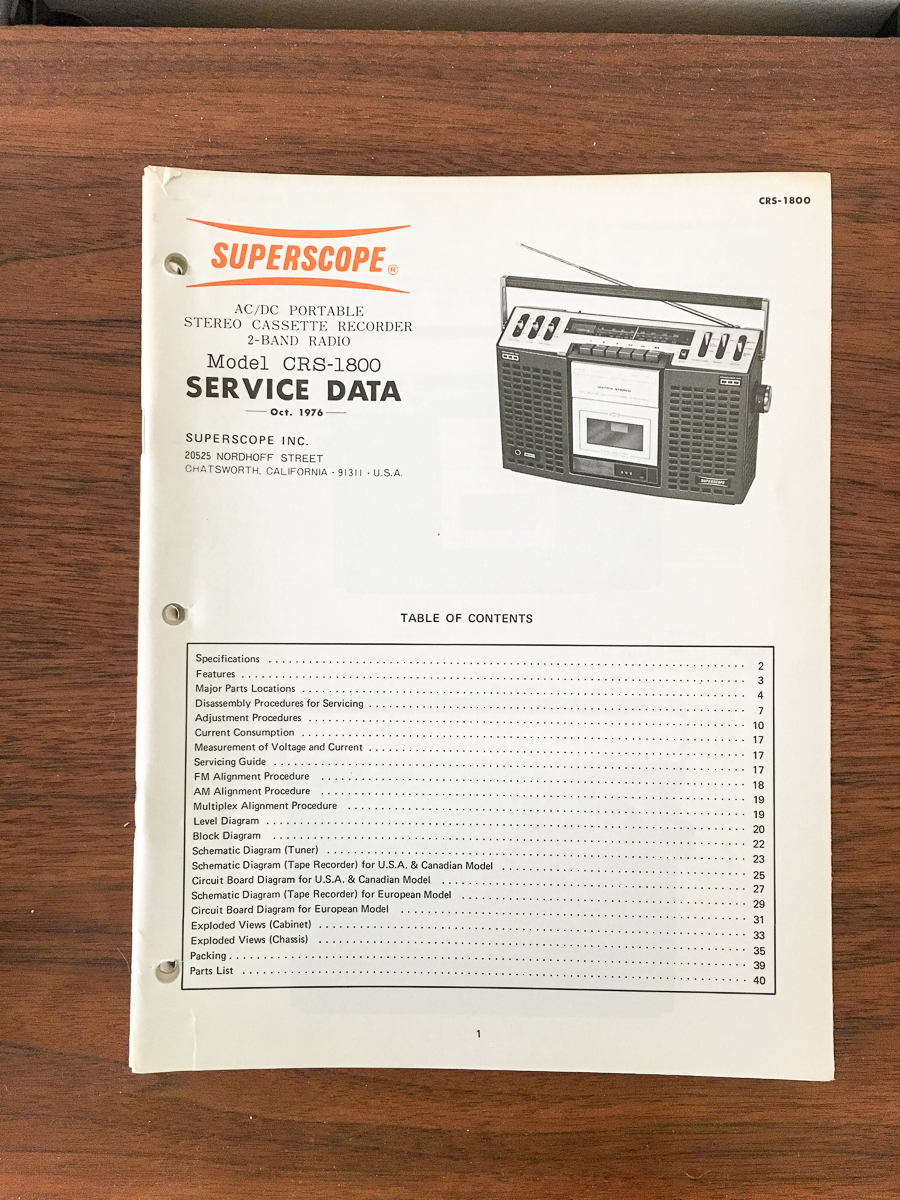 CRS-1800
SUPERSCOPE ®
AC/DC PORTABLE
STEREO CASSETTE RECORDER
2-BAND RADIO
Model CRS-1800
SERVICE DATA
Oct. 1976
SUPERSCOPE INC.
20525 NORDHOFF STREET
CHATSWORTH, CALIFORNIA · 91311 · U.S.A.
SUPERSCOPE
TABLE OF CONTENTS
Specifications 2
Features 3
Major Parts Locations 4
Disassembly Procedures for Servicing 7
Adjustment Procedures 10
Current Consumption 17
Measurement of Voltage and Current 17
Servicing Guide 17
FM Alignment Procedure 18
AM Alignment Procedure 19
Multiplex Alignment Procedure 19
Level Diagram 20
Block Diagram 22
Schematic Diagram (Tuner) 23
Schematic Diagram (Tape Recorder) for U.S.A. & Canadian Model 25
Circuit Board Diagram for U.S.A. & Canadian Model 27
Schematic Diagram (Tape Recorder) for European Model 29
Circuit Board Diagram for European Model 31
Exploded Views (Cabinet) 33
Exploded Views (Chassis) 35
Packing 39
Parts List 40
1